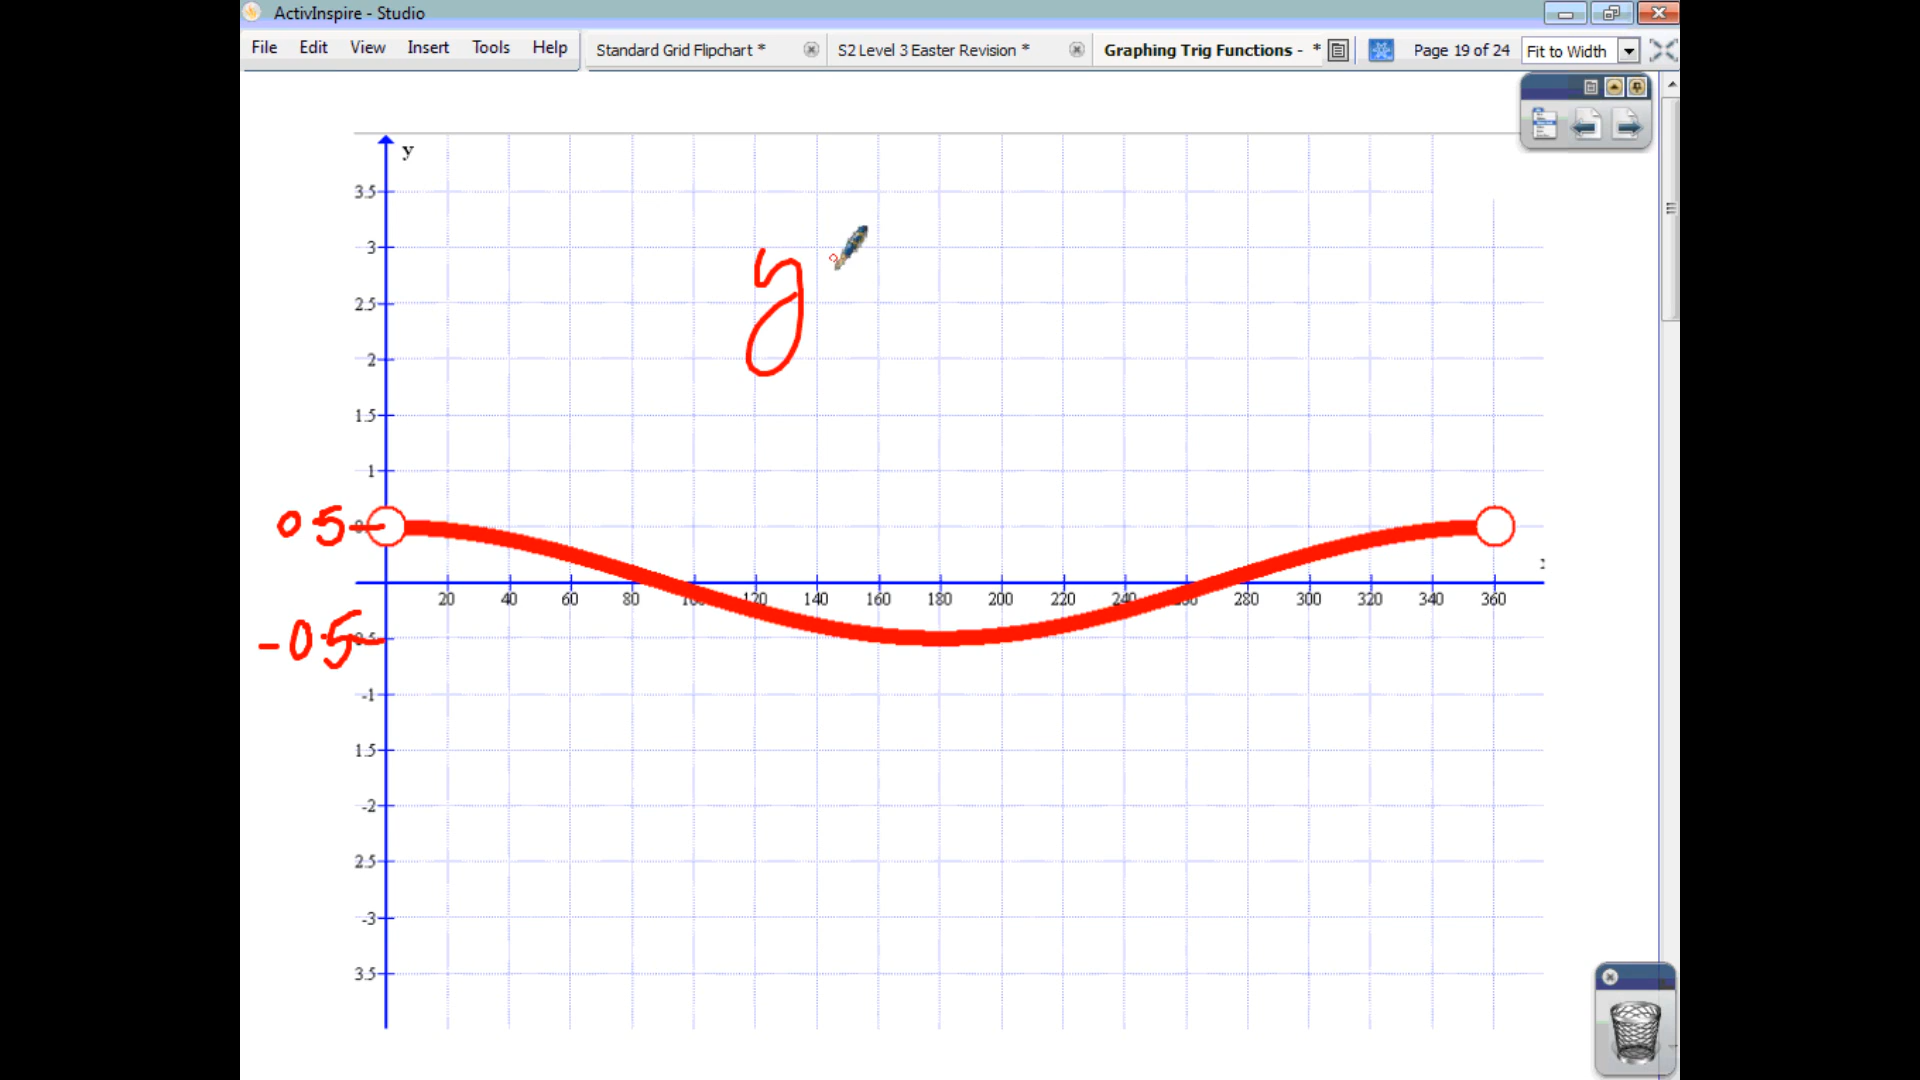 ActivInspire - Studio
File Edit View Insert Tools Help
Standard Grid Flipchart * S2 Level 3 Easter Revision * Graphing Trig Functions - * Page 19 of 24 Fit to Width
y
3.5
3
y
2.5
2
1.5
1
0.5
20 40 60 80 100 120 140 160 180 200 220 240 260 280 300 320 340 360
-0.5
-1
1.5
-2
2.5
-3
3.5